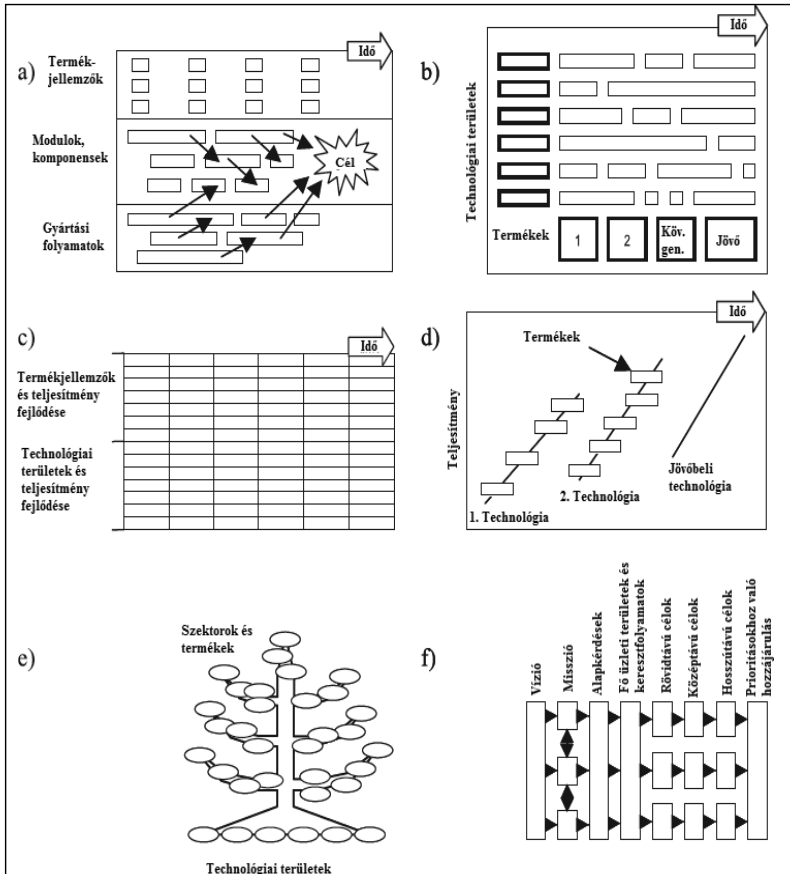 a)
Idő
Termék-
jellemzők
Modulok,
komponensek
Cél
Gyártási
folyamatok
b)
Idő
Technológiai területek
Termékek
1
2
Köv.
gen.
Jövő
c)
Idő
Termékjellemzők
és teljesítmény
fejlődése
Technológiai
területek és
teljesítmény
fejlődése
d)
Idő
Termékek
Teljesítmény
Jövőbeli
technológia
2. Technológia
1. Technológia
e)
Szektorok és
termékek
Technológiai területek
f)
Vízió
Misszió
Alapkérdések
Fő üzleti területek és
keresztfolyamatok
Rövidtávú célok
Középtávú célok
Hosszútávú célok
Prioritásokhoz való
hozzájárulás